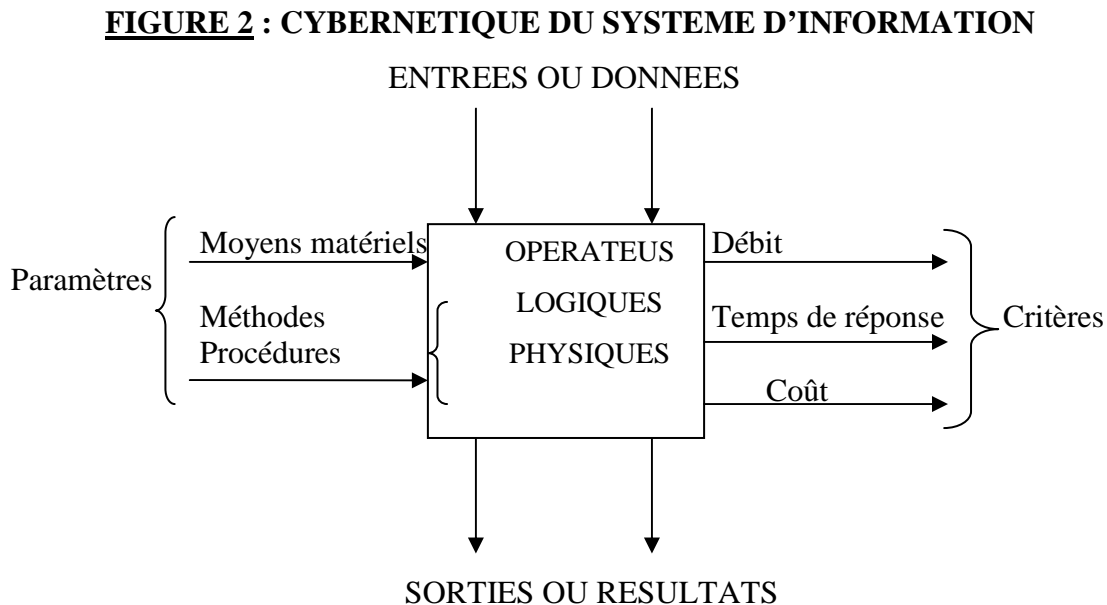 FIGURE 2 : CYBERNETIQUE DU SYSTEME D’INFORMATION
ENTREES OU DONNEES
Paramètres
Moyens matériels
Méthodes
Procédures
OPERATEUS
LOGIQUES
PHYSIQUES
Débit
Temps de réponse
Coût
Critères
SORTIES OU RESULTATS